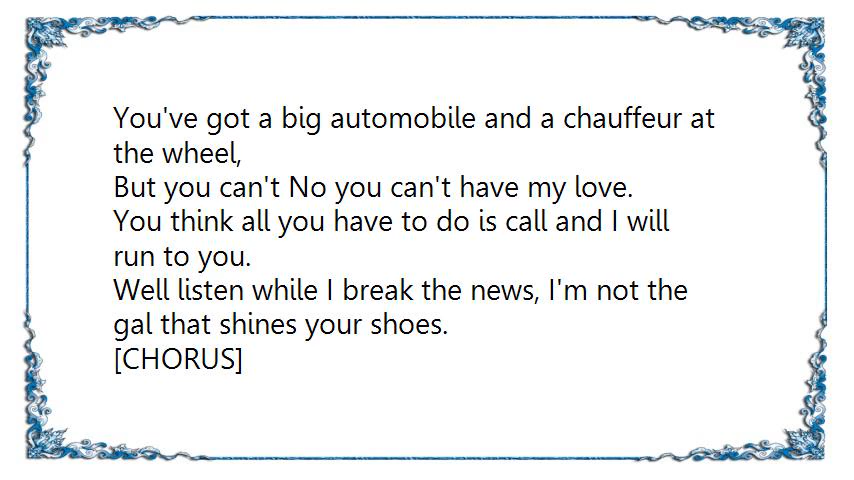 You've got a big automobile and a chauffeur at
the wheel,
But you can't No you can't have my love.
You think all you have to do is call and I will
run to you.
Well listen while I break the news, I'm not the
gal that shines your shoes.
[CHORUS]